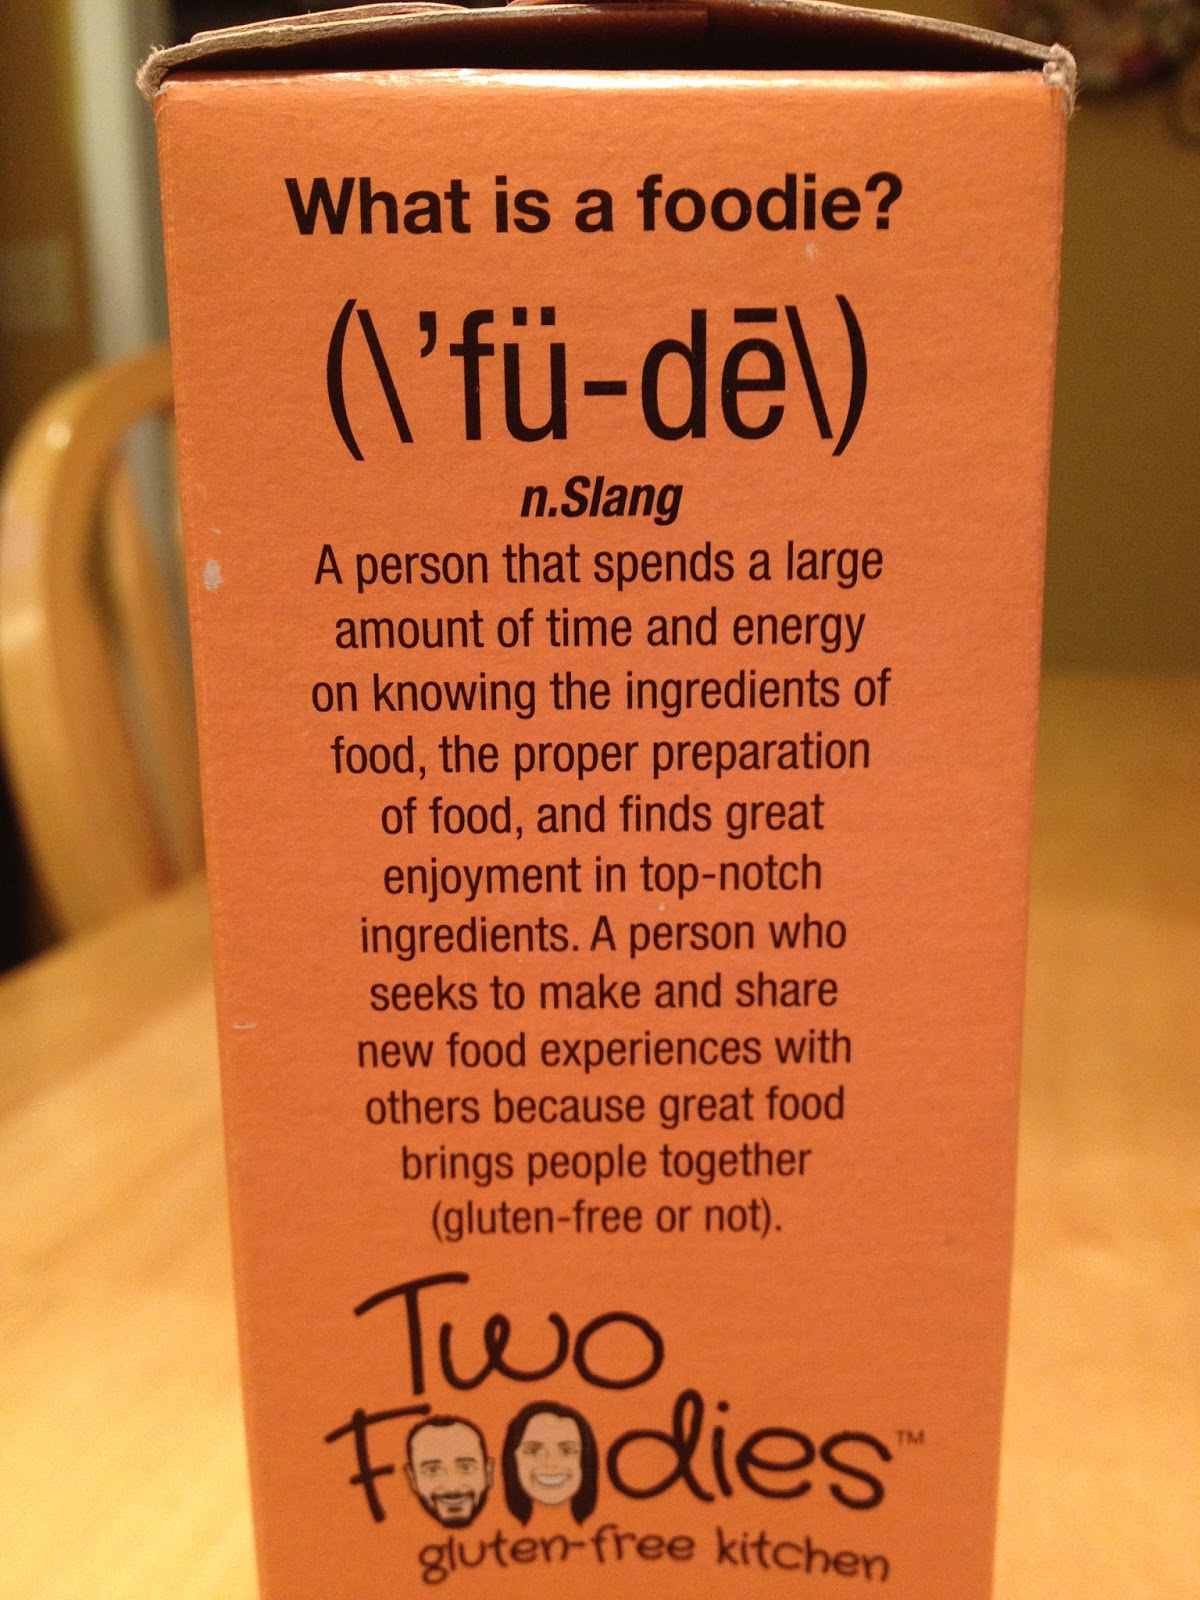 What is a foodie?
(\ ’fü-dē\)
n.Slang
A person that spends a large
amount of time and energy
on knowing the ingredients of
food, the proper preparation
of food, and finds great
enjoyment in top-notch
ingredients. A person who
seeks to make and share
new food experiences with
others because great food
brings people together
(gluten-free or not).
Two
Foodies™
gluten-free kitchen